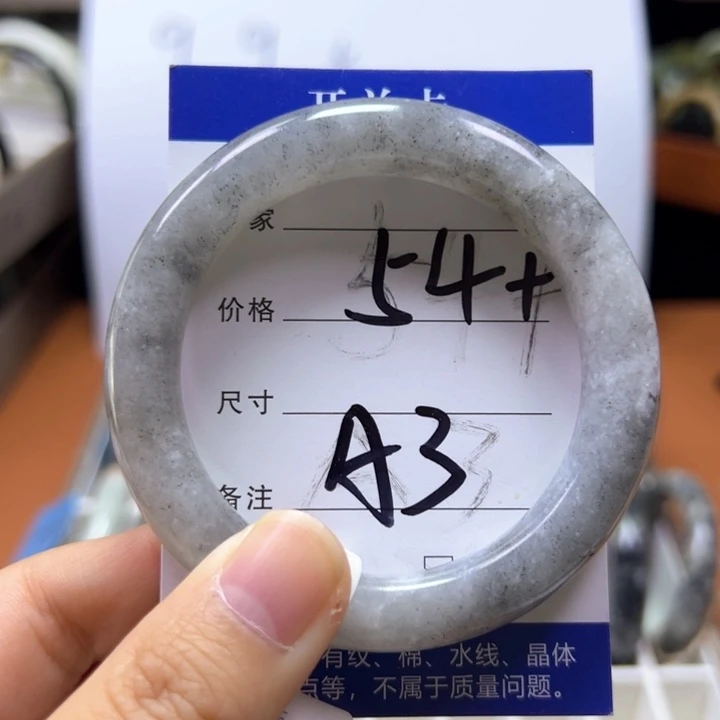 家
54+
价格
尺寸
A3
备注
有纹、棉、水线、晶体
点等，不属于质量问题。